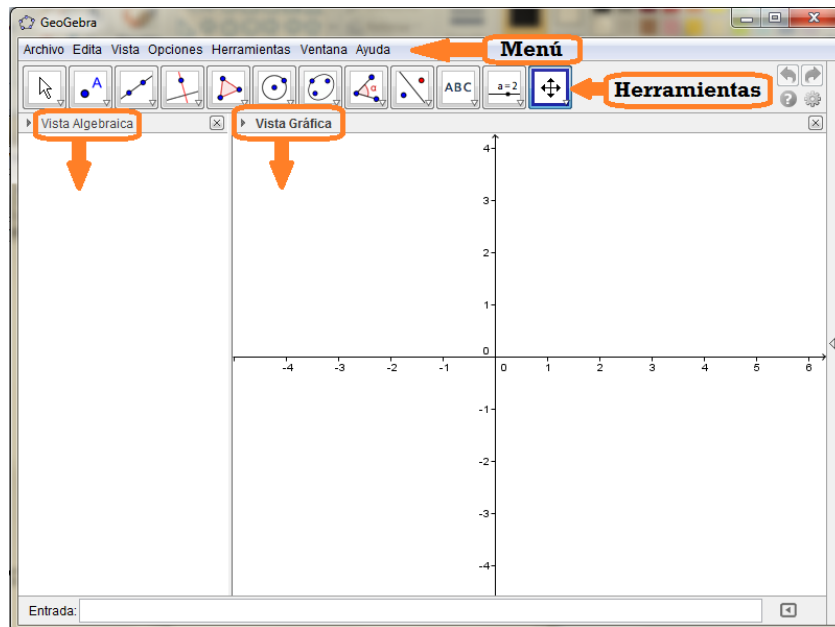 GeoGebra
Archivo Edita Vista Opciones Herramientas Ventana Ayuda
Menú
A
α
ABC
a=2
Herramientas
Vista Algebraica
Vista Gráfica
4
3
2
1
0
-4 -3 -2 -1 0 1 2 3 4 5 6
-1
-2
-3
-4
Entrada: